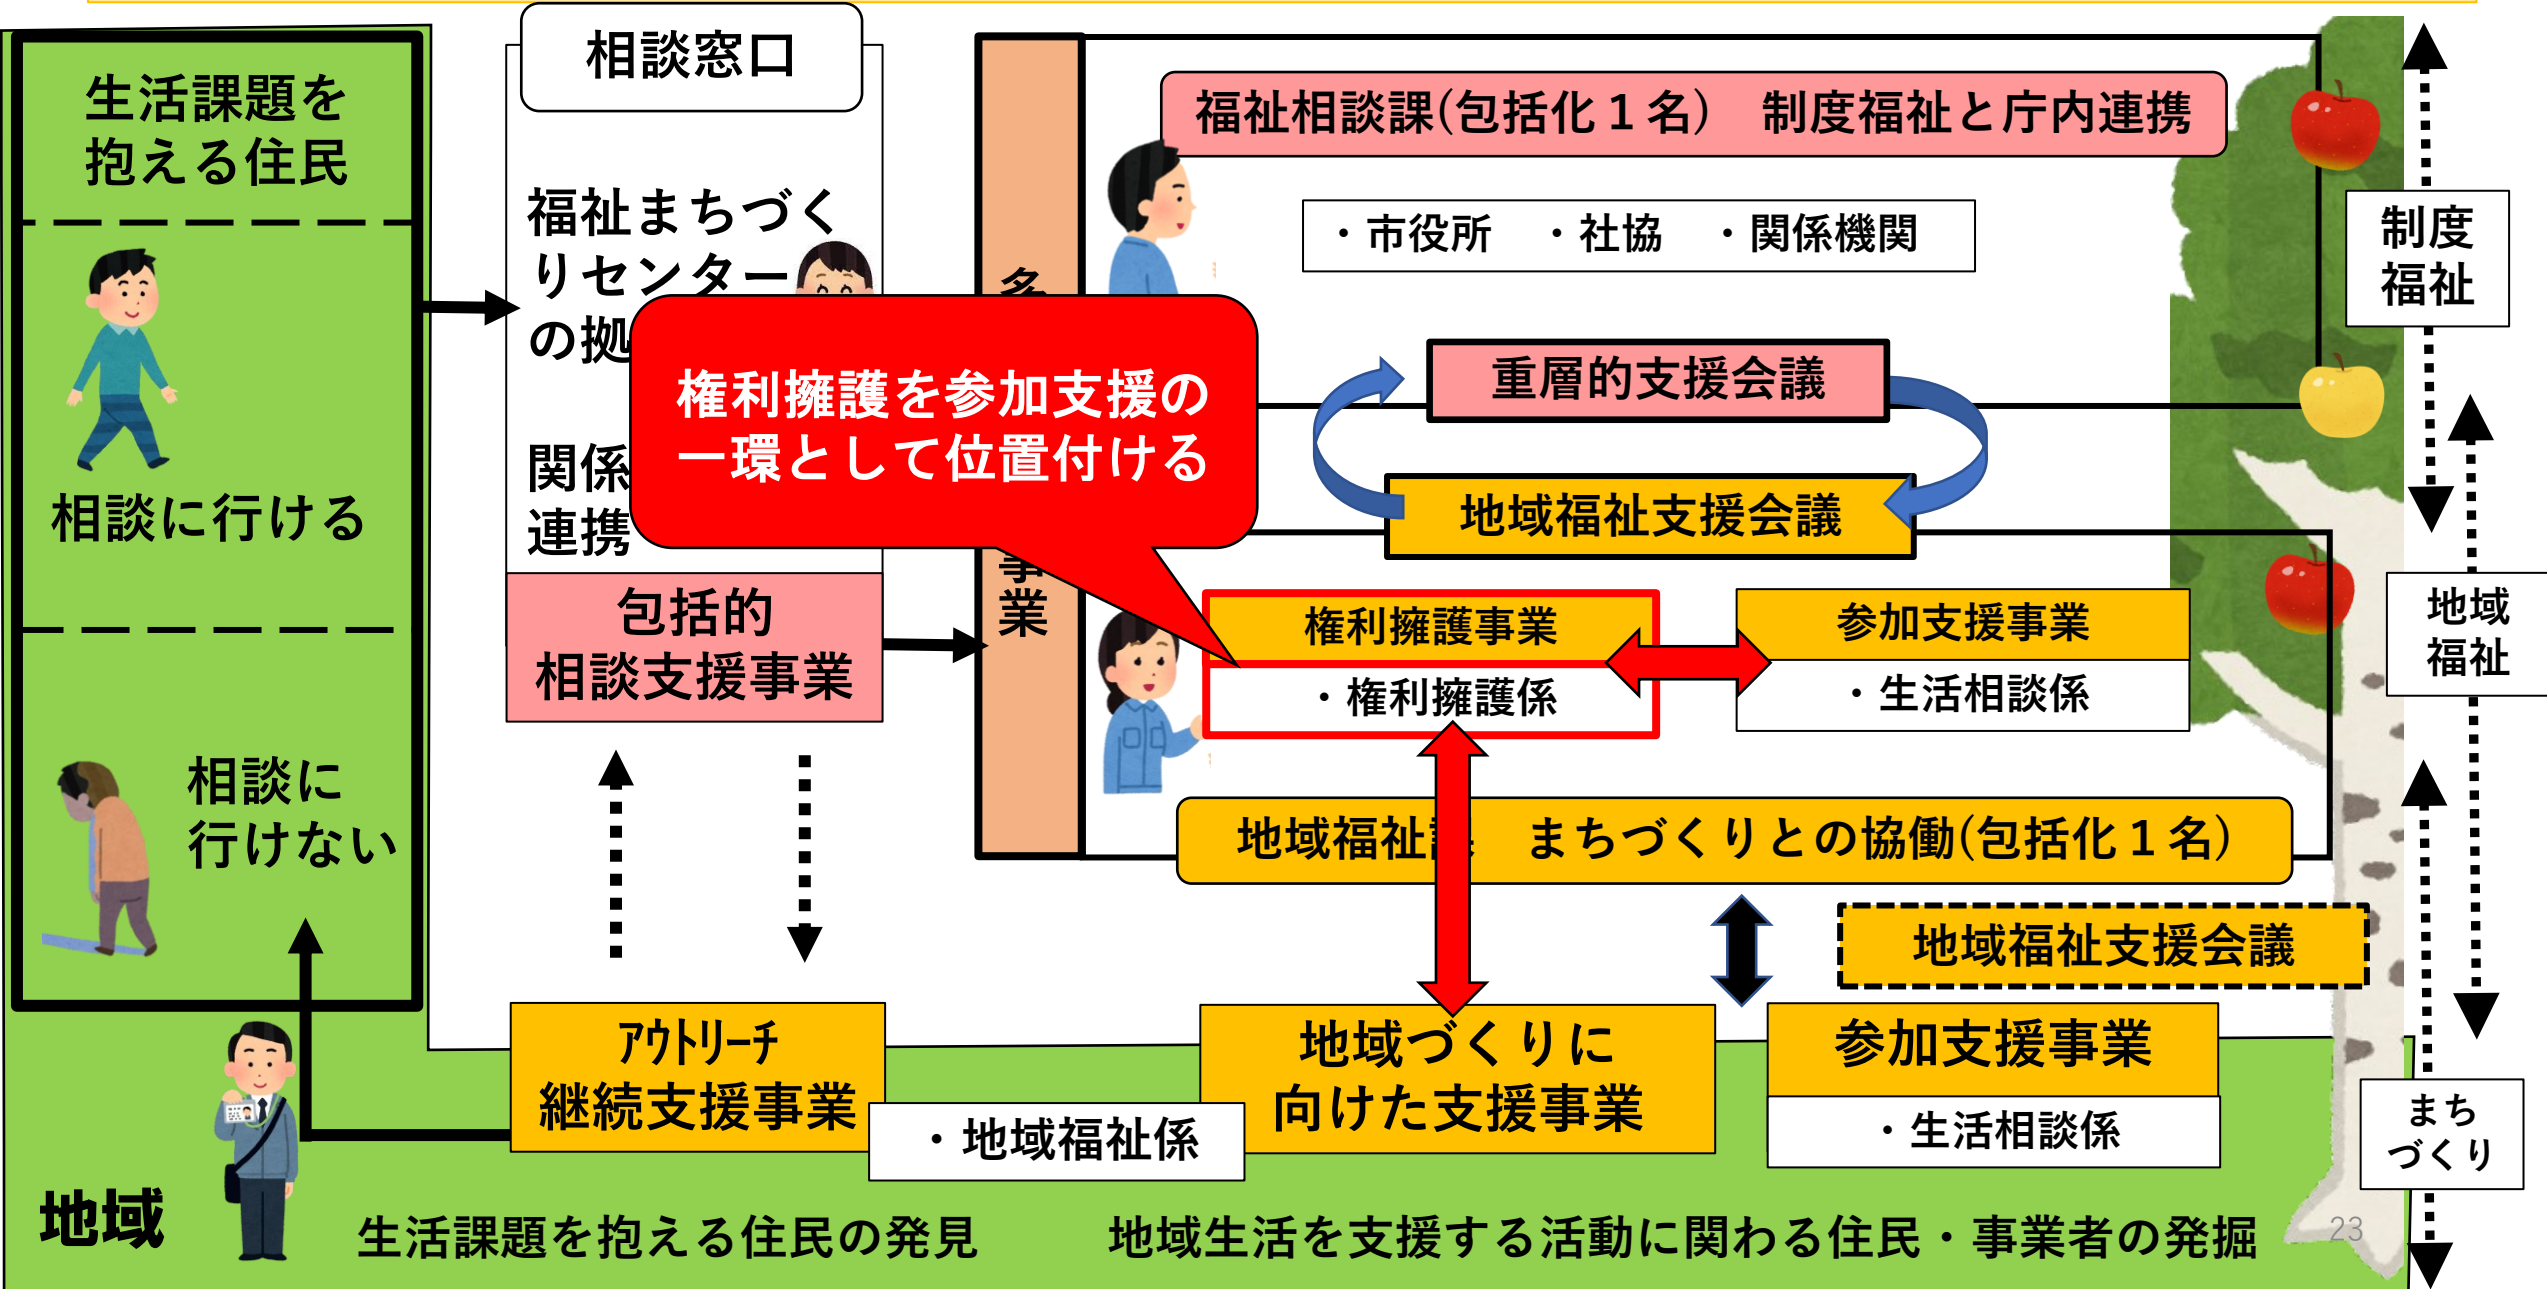 生活課題を
抱える住民
相談に行ける
相談に
行けない
地域
相談窓口
福祉まちづく
りセンター
の拠
関係
連携
包括的
相談支援事業
多
事
業
福祉相談課(包括化１名)　制度福祉と庁内連携
・市役所　・社協　・関係機関
重層的支援会議
地域福祉支援会議
権利擁護を参加支援の
一環として位置付ける
権利擁護事業
・権利擁護係
参加支援事業
・生活相談係
地域福祉　まちづくりとの協働(包括化１名)
地域福祉支援会議
ｱｳﾄﾘｰﾁ
継続支援事業
・地域福祉係
地域づくりに
向けた支援事業
参加支援事業
・生活相談係
生活課題を抱える住民の発見
地域生活を支援する活動に関わる住民・事業者の発掘
制度
福祉
地域
福祉
まち
づくり
23